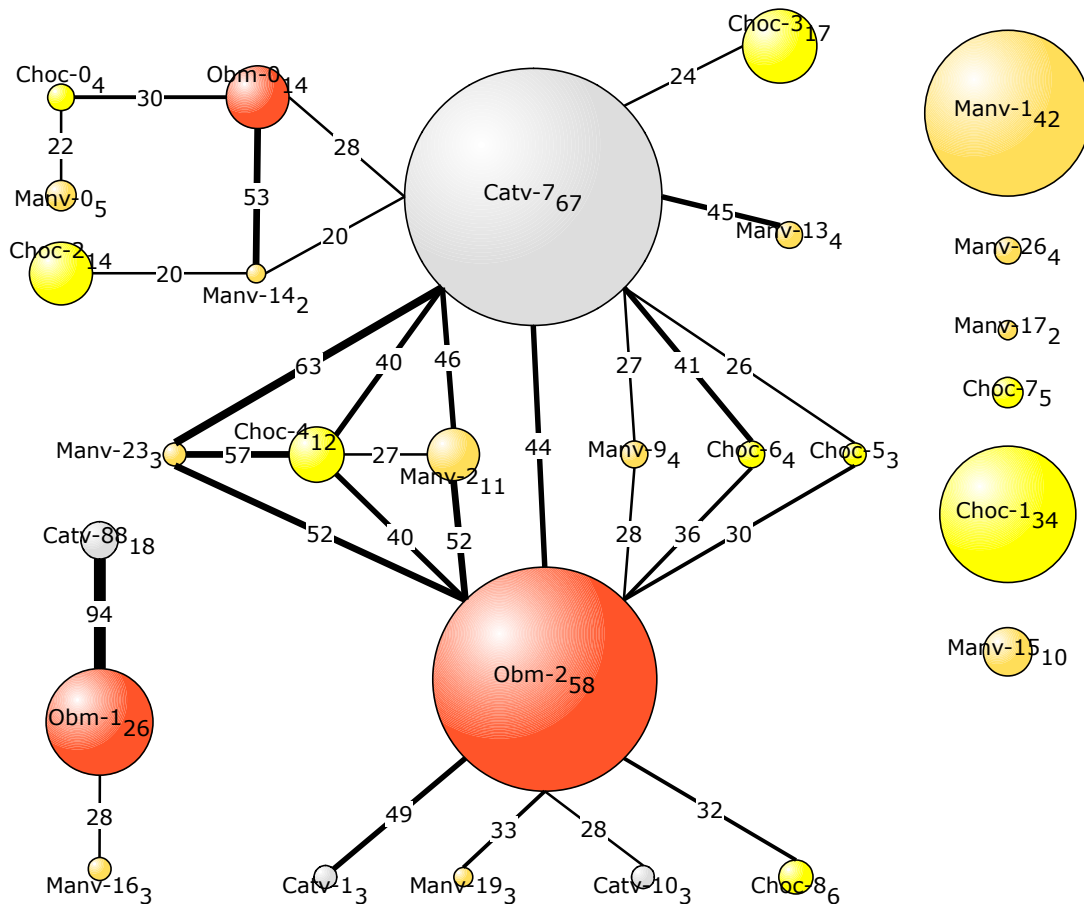 Choc-3 17
Choc-0 4
Obm-0 14
24
30
Manv-1 42
28
22
Catv-7 67
Manv-0 5
53
45
Manv-13 4
20
Choc-2 14
Manv-26 4
20
Manv-14 2
Manv-17 2
63
40
46
27
41
26
Choc-7 5
Choc-4 12
Manv-23 3
57
27
Manv-2 11
44
Manv-9 4
Choc-6 4
Choc-5 3
Choc-1 34
52
40
52
28
36
30
Catv-88 18
94
Manv-15 10
Obm-2 58
Obm-1 26
28
49
33
28
32
Manv-16 3
Catv-1 3
Manv-19 3
Catv-10 3
Choc-8 6